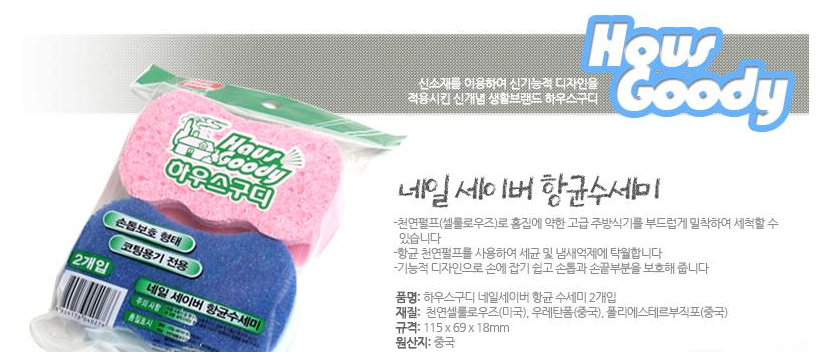 Hous
Goody
신소재를 이용하여 신기능적 디자인을
적용시킨 신개념 생활브랜드 하우스구디
Hous
Goody
하우스구디
손톱보호 형태
코팅용기 전용
2개입
네일 세이버 항균수세미
주의 사항
품질표시
네일 세이버 항균수세미
-천연펄프(셀룰로우즈)로 흠집에 약한 고급 주방식기를 부드럽게 밀착하여 세척할 수
있습니다
-항균 천연펄프를 사용하여 세균 및 냄새억제에 탁월합니다
-기능적 디자인으로 손에 잡기 쉽고 손톱과 손끝부분을 보호해 줍니다
품명: 하우스구디 네일세이버 항균 수세미 2개입
재질: 천연셀룰로우즈(미국), 우레탄폼(중국), 폴리에스테르부직포(중국)
규격: 115 x 69 x 18mm
원산지: 중국